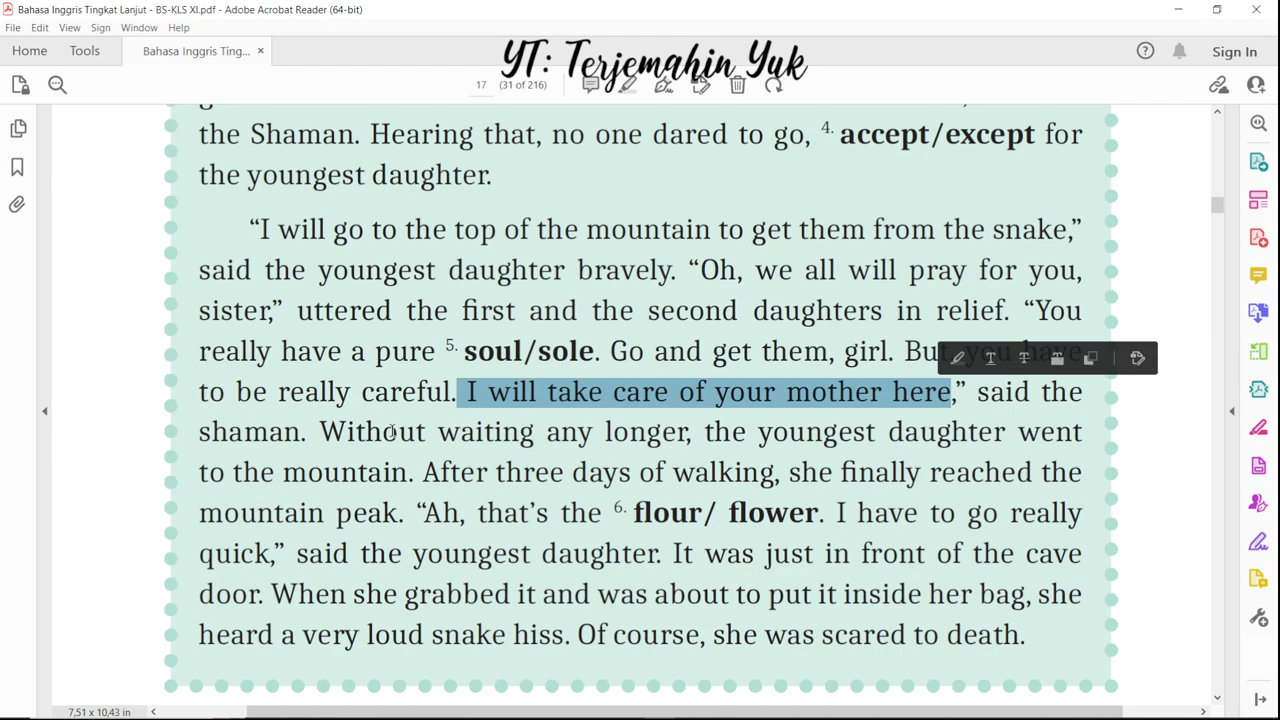 Bahasa Inggris Tingkat Lanjut - BS-KLS XI.pdf - Adobe Acrobat Reader (64-bit)
File Edit View Sign Window Help
Home Tools Bahasa Inggris Ting... × Sign In
YT: Terjemahin Yuk
17 (31 of 216)
the Shaman. Hearing that, no one dared to go, 4. accept/except for
the youngest daughter.
“I will go to the top of the mountain to get them from the snake,”
said the youngest daughter bravely. “Oh, we all will pray for you,
sister,” uttered the first and the second daughters in relief. “You
really have a pure 5. soul/sole. Go and get them, girl. But you have
to be really careful. I will take care of your mother here,” said the
shaman. Without waiting any longer, the youngest daughter went
to the mountain. After three days of walking, she finally reached the
mountain peak. “Ah, that’s the 6. flour/ flower. I have to go really
quick,” said the youngest daughter. It was just in front of the cave
door. When she grabbed it and was about to put it inside her bag, she
heard a very loud snake hiss. Of course, she was scared to death.
7,51 x 10,43 in